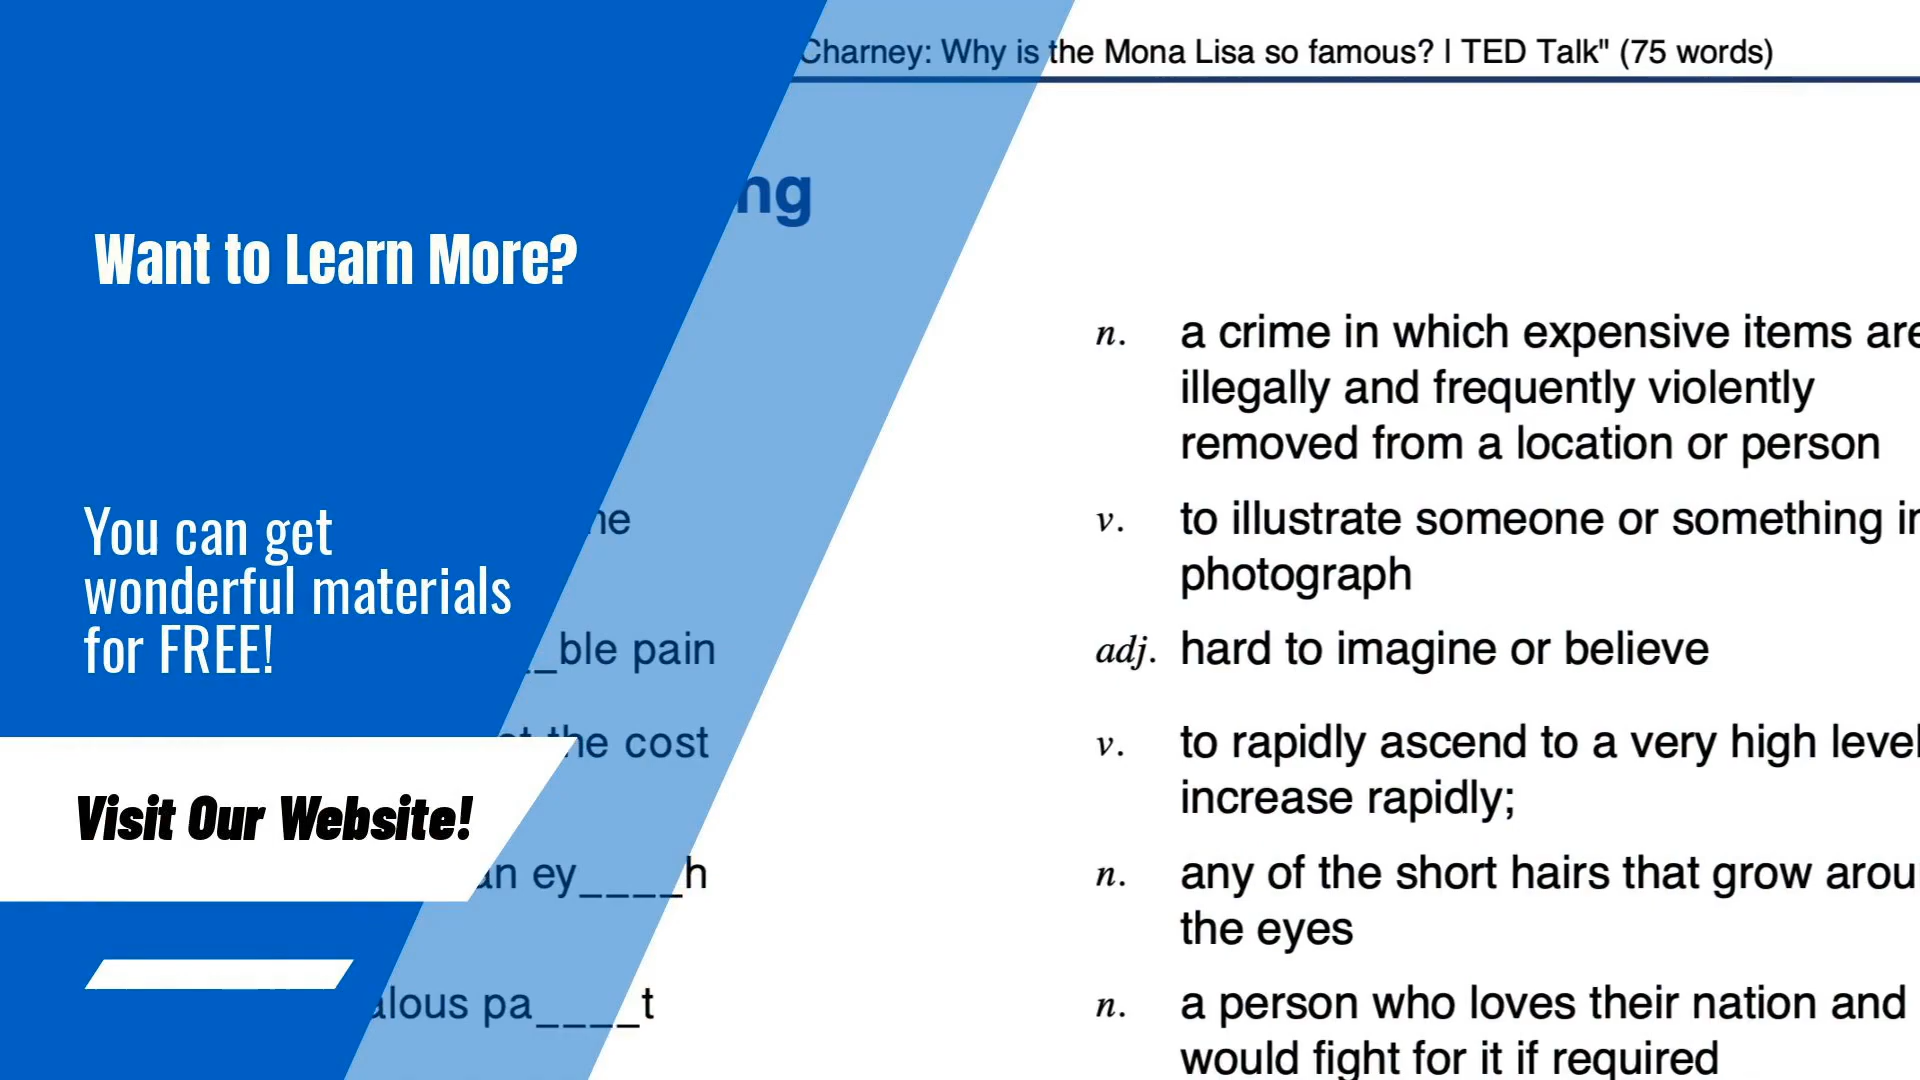 Charney: Why is the Mona Lisa so famous? | TED Talk" (75 words)
ng
Want to Learn More?
You can get
wonderful materials
for FREE!
Visit Our Website!
n. a crime in which expensive items are
illegally and frequently violently
removed from a location or person
v. to illustrate someone or something in
photograph
_ble pain adj. hard to imagine or believe
the cost v. to rapidly ascend to a very high level
increase rapidly;
an ey____h n. any of the short hairs that grow arou
the eyes
alous pa____t n. a person who loves their nation and
would fight for it if required